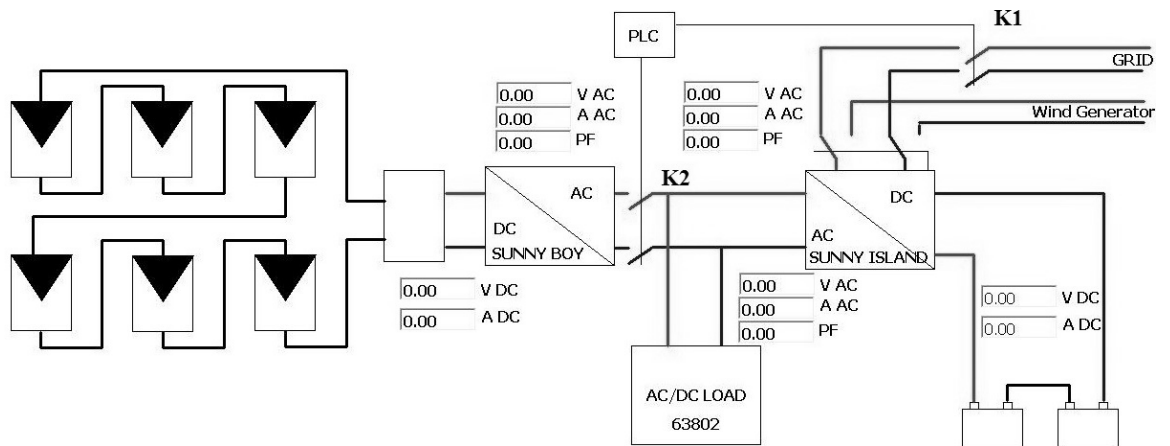 K1
PLC
GRID
0.00 V AC
0.00 A AC
0.00 PF
0.00 V AC
0.00 A AC
0.00 PF
Wind Generator
K2
AC
DC
SUNNY BOY
DC
AC
SUNNY ISLAND
0.00 V DC
0.00 A DC
0.00 V AC
0.00 A AC
0.00 PF
0.00 V DC
0.00 A DC
AC/DC LOAD
63802